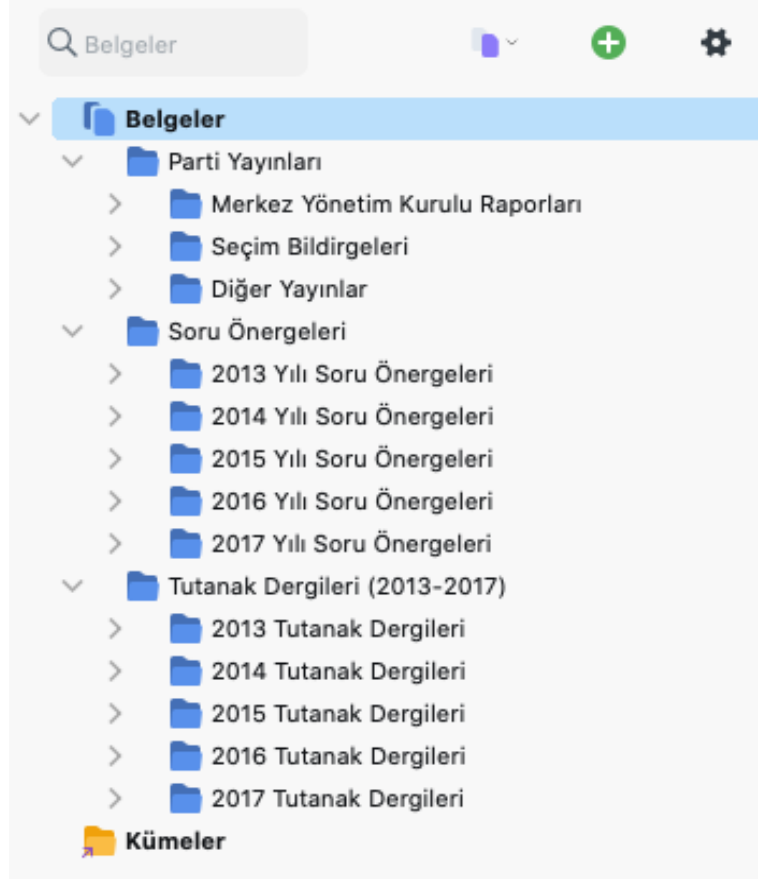 Belgeler
Belgeler
Parti Yayınları
Merkez Yönetim Kurulu Raporları
Seçim Bildirgeleri
Diğer Yayınlar
Soru Önergeleri
2013 Yılı Soru Önergeleri
2014 Yılı Soru Önergeleri
2015 Yılı Soru Önergeleri
2016 Yılı Soru Önergeleri
2017 Yılı Soru Önergeleri
Tutanak Dergileri (2013-2017)
2013 Tutanak Dergileri
2014 Tutanak Dergileri
2015 Tutanak Dergileri
2016 Tutanak Dergileri
2017 Tutanak Dergileri
Kümeler